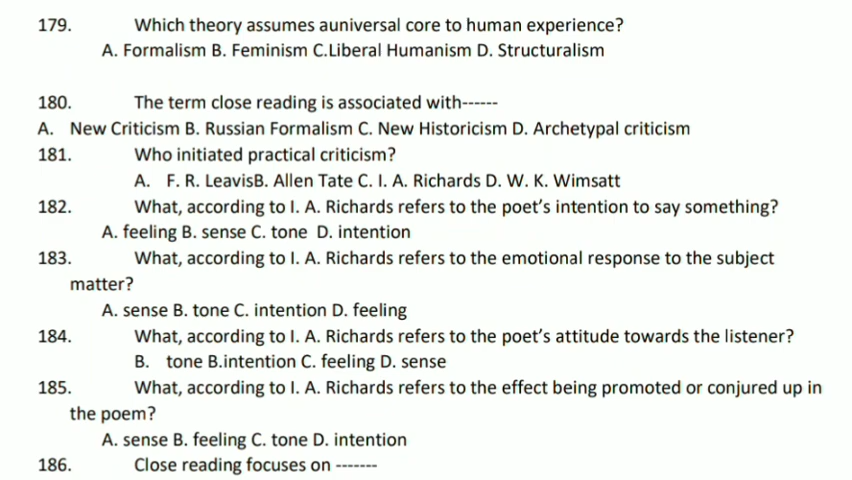 179. Which theory assumes auniversal core to human experience?
A. Formalism B. Feminism C.Liberal Humanism D. Structuralism
180. The term close reading is associated with------
A. New Criticism B. Russian Formalism C. New Historicism D. Archetypal criticism
181. Who initiated practical criticism?
A. F. R. LeavisB. Allen Tate C. I. A. Richards D. W. K. Wimsatt
182. What, according to I. A. Richards refers to the poet’s intention to say something?
A. feeling B. sense C. tone D. intention
183. What, according to I. A. Richards refers to the emotional response to the subject
matter?
A. sense B. tone C. intention D. feeling
184. What, according to I. A. Richards refers to the poet’s attitude towards the listener?
B. tone B.intention C. feeling D. sense
185. What, according to I. A. Richards refers to the effect being promoted or conjured up in
the poem?
A. sense B. feeling C. tone D. intention
186. Close reading focuses on -------